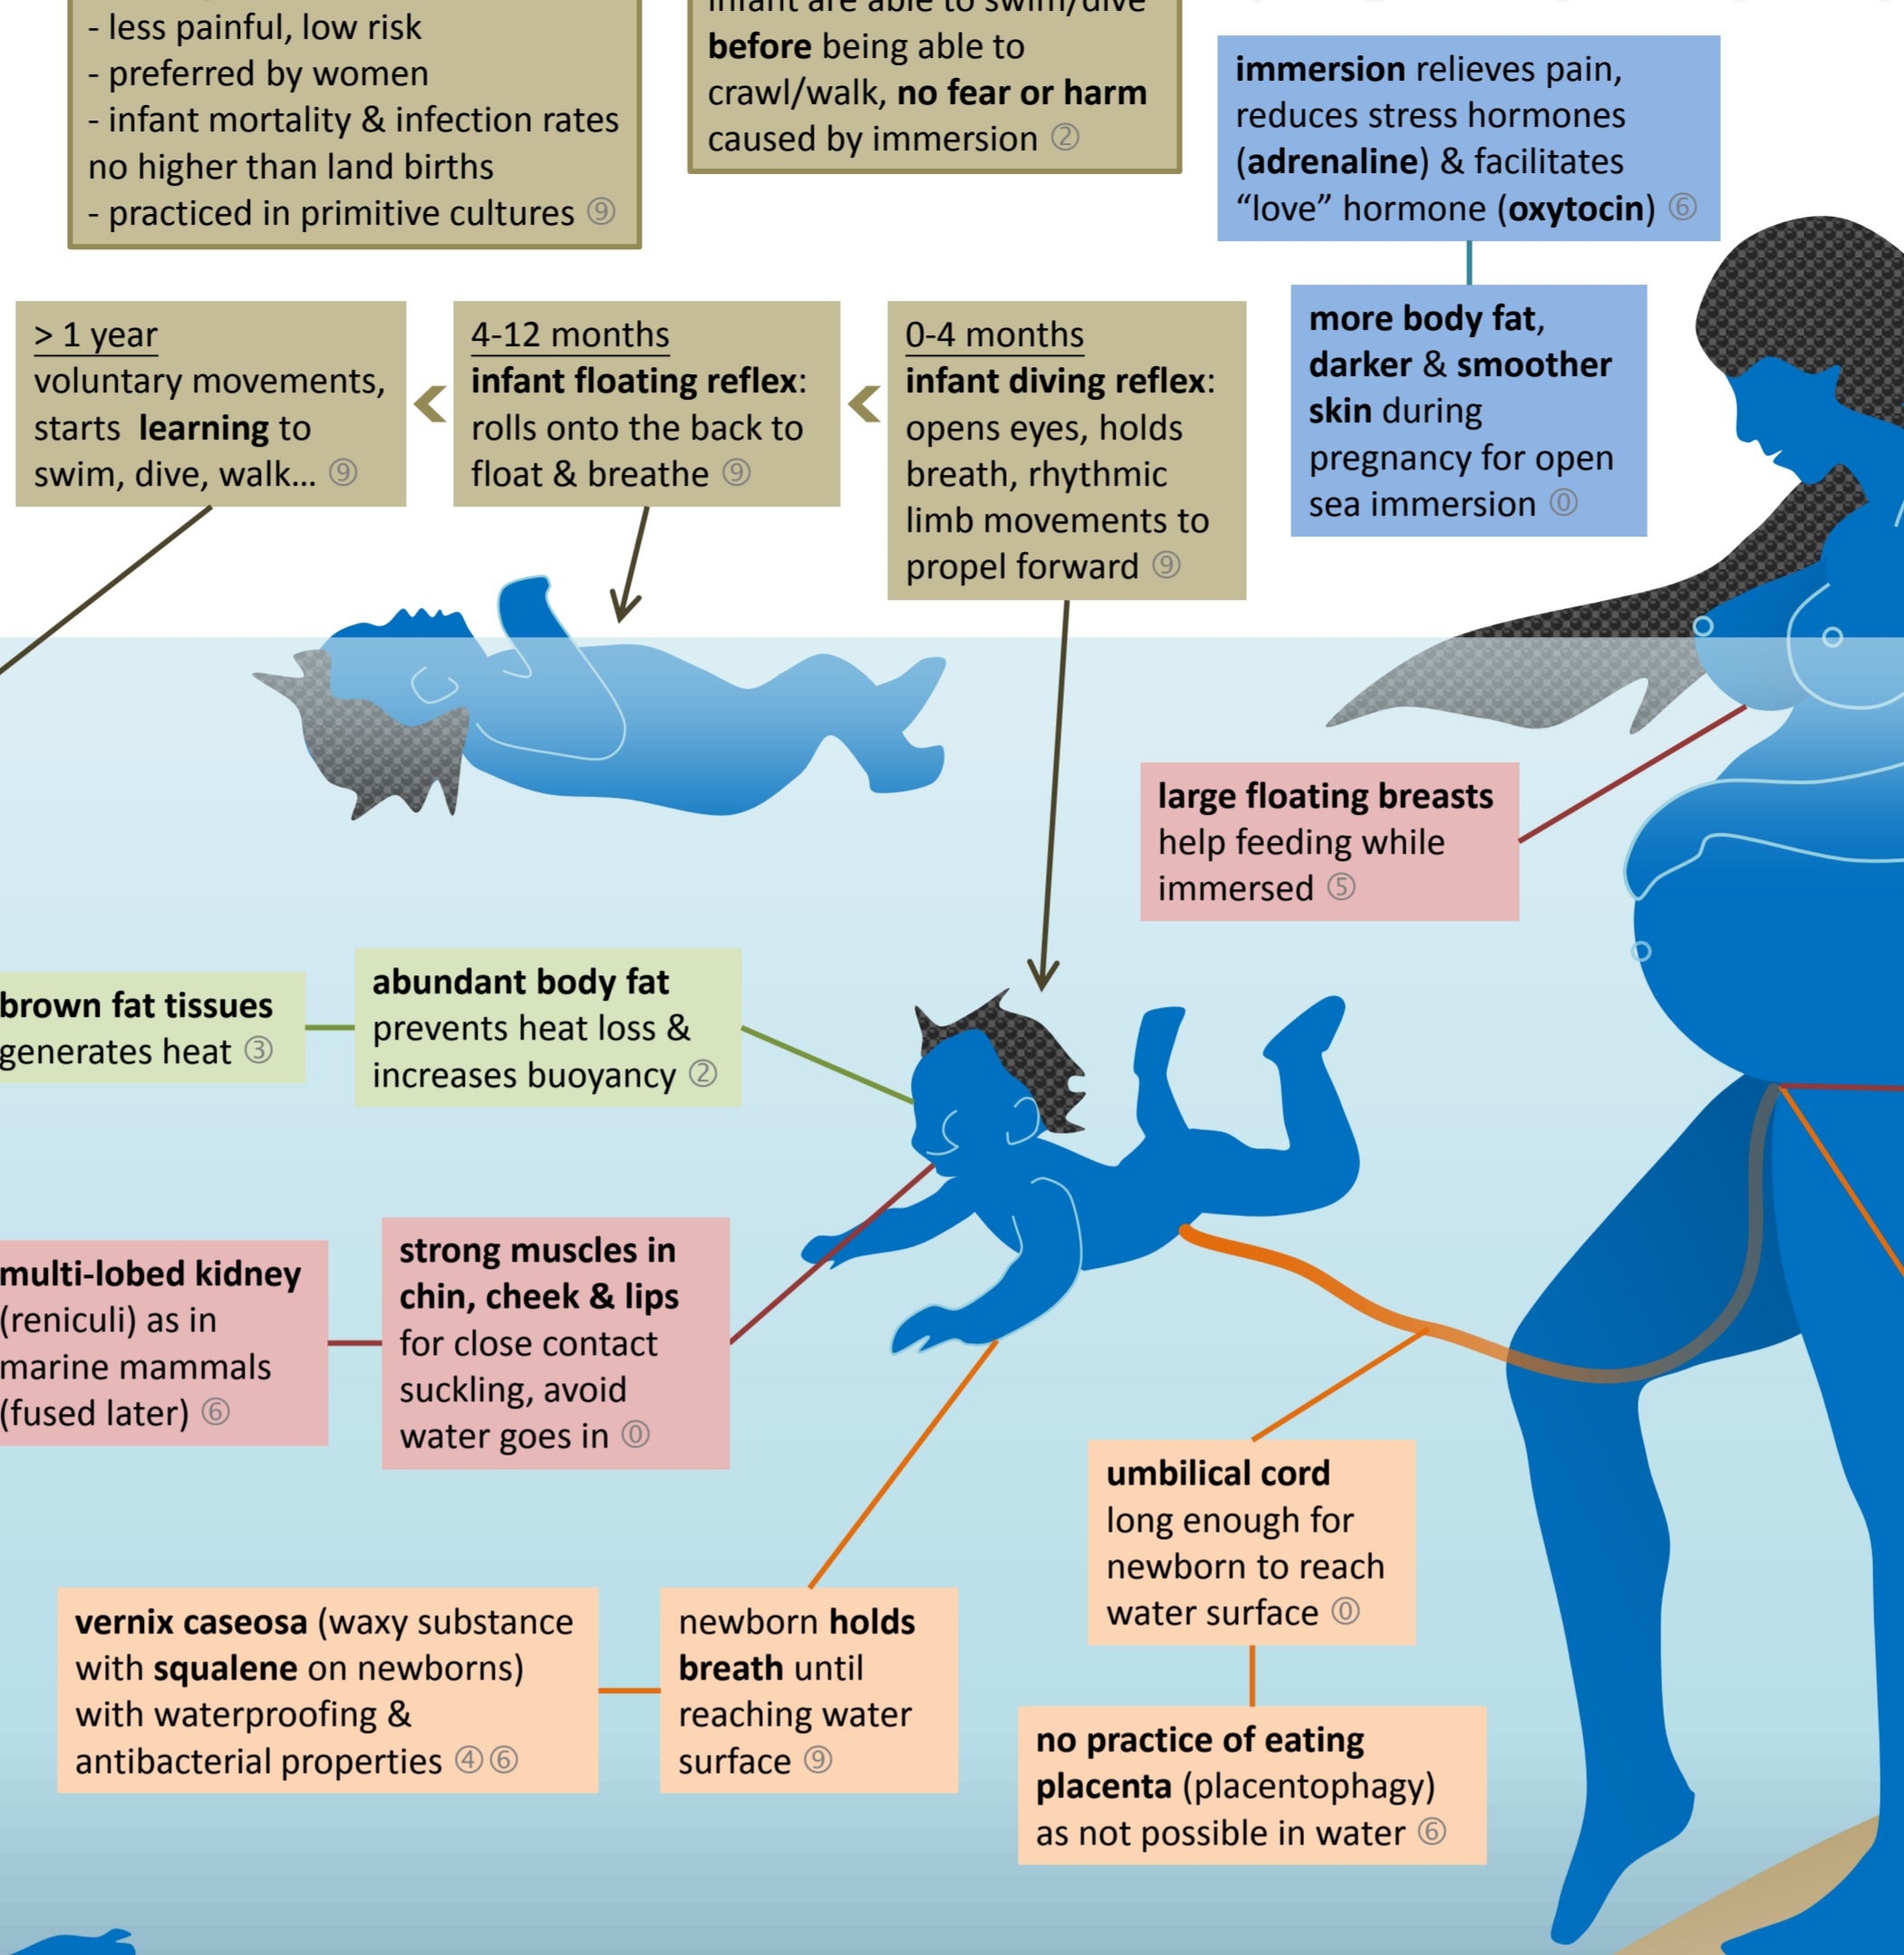 - less painful, low risk
- preferred by women
- infant mortality & infection rates
no higher than land births
- practiced in primitive cultures ⑨
infant are able to swim/dive
before being able to
crawl/walk, no fear or harm
caused by immersion ②
immersion relieves pain,
reduces stress hormones
(adrenaline) & facilitates
“love” hormone (oxytocin) ⑥
> 1 year
voluntary movements,
starts learning to
swim, dive, walk... ⑨
4-12 months
infant floating reflex:
rolls onto the back to
float & breathe ⑨
0-4 months
infant diving reflex:
opens eyes, holds
breath, rhythmic
limb movements to
propel forward ⑨
more body fat,
darker & smoother
skin during
pregnancy for open
sea immersion ⓪
large floating breasts
help feeding while
immersed ⑤
brown fat tissues
generates heat ③
abundant body fat
prevents heat loss &
increases buoyancy ②
multi-lobed kidney
(reniculi) as in
marine mammals
(fused later) ⑥
strong muscles in
chin, cheek & lips
for close contact
suckling, avoid
water goes in ⓪
umbilical cord
long enough for
newborn to reach
water surface ⓪
vernix caseosa (waxy substance
with squalene on newborns)
with waterproofing &
antibacterial properties ④⑥
newborn holds
breath until
reaching water
surface ⑨
no practice of eating
placenta (placentophagy)
as not possible in water ⑥